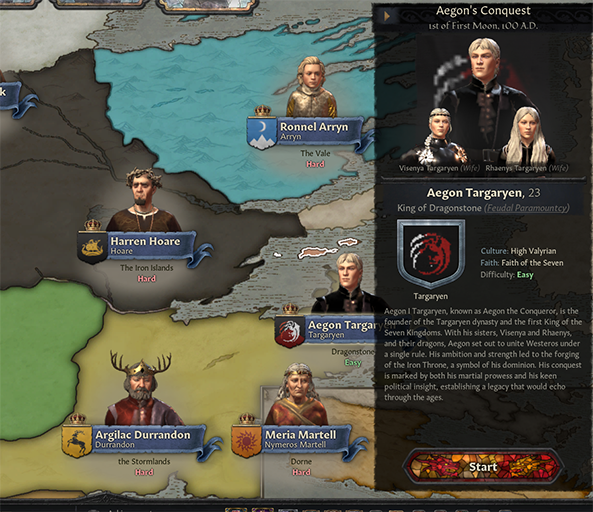 Aegon's Conquest
1st of First Moon, 100 A.D.
Visenya Targaryen (Wife)
Rhaenys Targaryen (Wife)
Aegon Targaryen, 23
King of Dragonstone (Feudal Paramountcy)
Targaryen
Culture: High Valyrian
Faith: Faith of the Seven
Difficulty: Easy
Aegon I Targaryen, known as Aegon the Conqueror, is the
founder of the Targaryen dynasty and the first King of the
Seven Kingdoms. With his sisters, Visenya and Rhaenys,
and their dragons, Aegon set out to unite Westeros under
a single rule. His ambition and strength led to the forging
of the Iron Throne, a symbol of his dominion. His conquest
is marked by both his martial prowess and his keen
political insight, establishing a legacy that would echo
through the ages.
Start
Ronnel Arryn
Arryn
The Vale
Hard
Harren Hoare
Hoare
The Iron Islands
Hard
Aegon Targar
Targaryen
Dragonstone
Easy
Argilac Durrandon
Durrandon
the Stormlands
Hard
Meria Martell
Nymeros Martell
Dorne
Hard